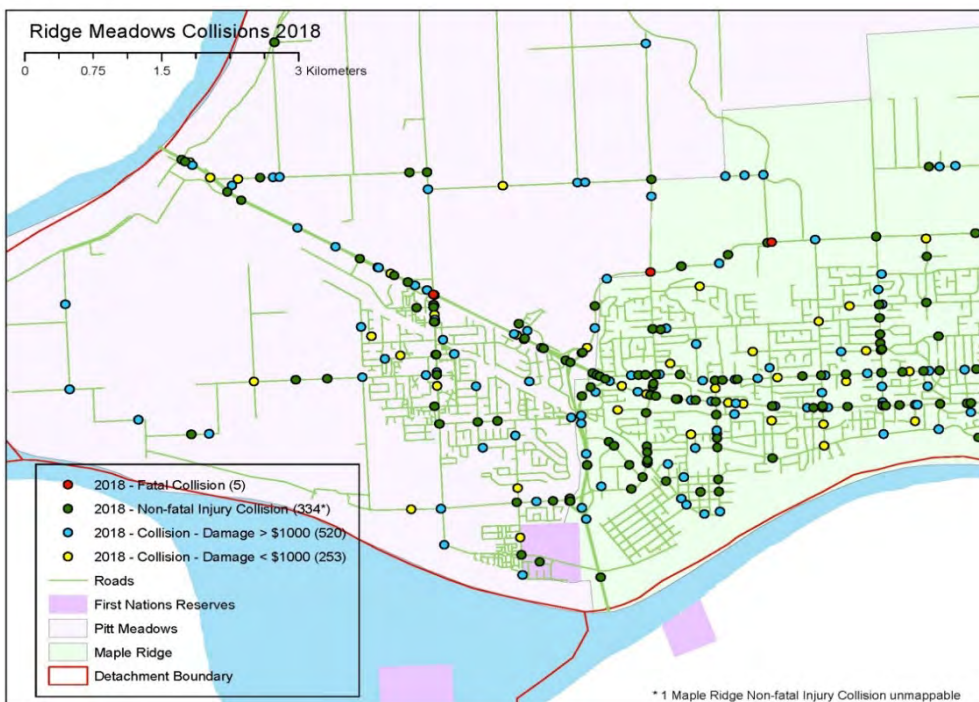 Ridge Meadows Collisions 2018
0 0.75 1.5 3 Kilometers
2018 - Fatal Collision (5)
2018 - Non-fatal Injury Collision (334*)
2018 - Collision - Damage > $1000 (520)
2018 - Collision - Damage < $1000 (253)
Roads
First Nations Reserves
Pitt Meadows
Maple Ridge
Detachment Boundary
* 1 Maple Ridge Non-fatal Injury Collision unmappable